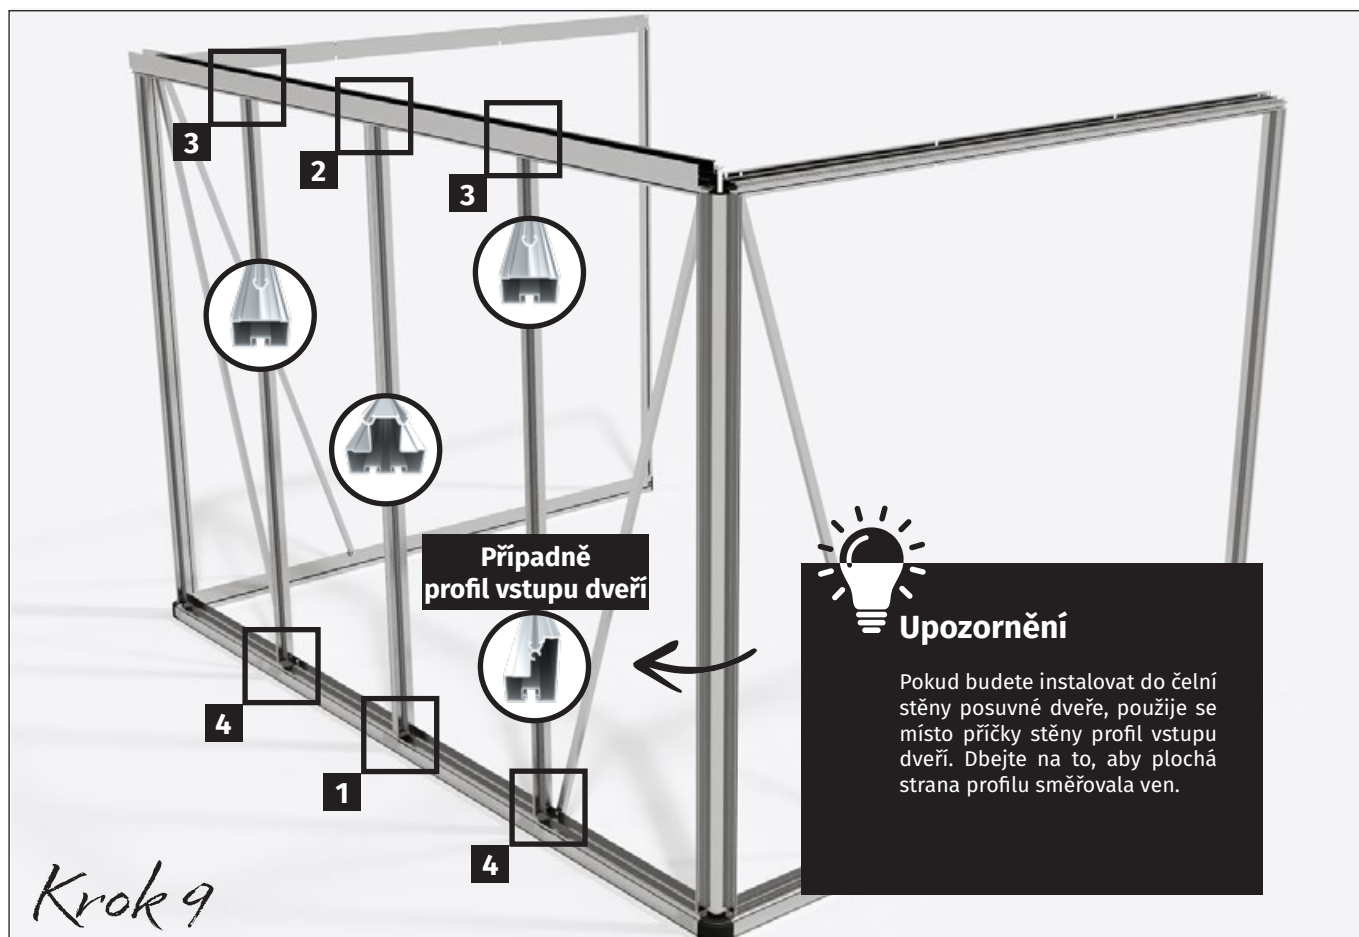 3
2
3
Případně
profil vstupu dveří
Upozornění
Pokud budete instalovat do čelní
stěny posuvné dveře, použije se
místo příčky stěny profil vstupu
dveří. Dbejte na to, aby plochá
strana profilu směřovala ven.
4
1
4
Krok 9